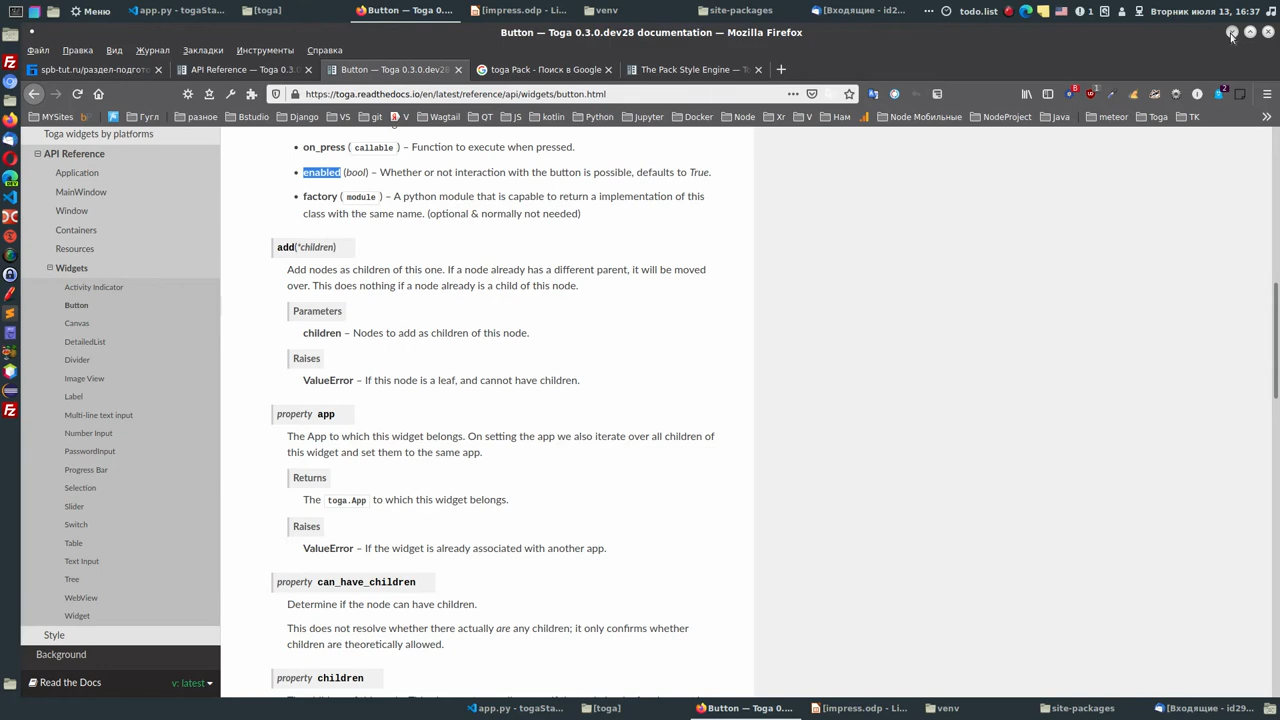 Меню
app.py - togaSta...
[toga]
Button — Toga 0....
[impress.odp - Li...
venv
site-packages
[Входящие - id2...
todo.list
1
Вторник июля 13, 16:37
Button — Toga 0.3.0.dev28 documentation — Mozilla Firefox
Файл Правка Вид Журнал Закладки Инструменты Справка
spb-tut.ru/раздел-подгото
API Reference — Toga 0.3.0.
Button — Toga 0.3.0.dev28
toga Pack - Поиск в Google
The Pack Style Engine — To
https://toga.readthedocs.io/en/latest/reference/api/widgets/button.html
MYSites Гугл разное Bstudio Django VS git Я V Wagtail QT JS kotlin Python Jupyter Docker Node Xr V Нам Node Мобильные NodeProject Java меню Toga TK
Toga widgets by platforms
API Reference
Application
MainWindow
Window
Containers
Resources
Widgets
Activity Indicator
Button
Canvas
DetailedList
Divider
Image View
Label
Multi-line text input
Number Input
PasswordInput
Progress Bar
Selection
Slider
Switch
Table
Text Input
Tree
WebView
Widget
Style
Background
Read the Docs
v: latest
• on_press ( callable ) – Function to execute when pressed.
• enabled (bool) – Whether or not interaction with the button is possible, defaults to True.
• factory ( module ) – A python module that is capable to return a implementation of this
class with the same name. (optional & normally not needed)
add(*children)
Add nodes as children of this one. If a node already has a different parent, it will be moved
over. This does nothing if a node already is a child of this node.
Parameters
children – Nodes to add as children of this node.
Raises
ValueError – If this node is a leaf, and cannot have children.
property app
The App to which this widget belongs. On setting the app we also iterate over all children of
this widget and set them to the same app.
Returns
The toga.App to which this widget belongs.
Raises
ValueError – If the widget is already associated with another app.
property can_have_children
Determine if the node can have children.
This does not resolve whether there actually are any children; it only confirms whether
children are theoretically allowed.
property children
app.py - togaSta...
[toga]
Button — Toga 0....
[impress.odp - Li...
venv
site-packages
[Входящие - id29...